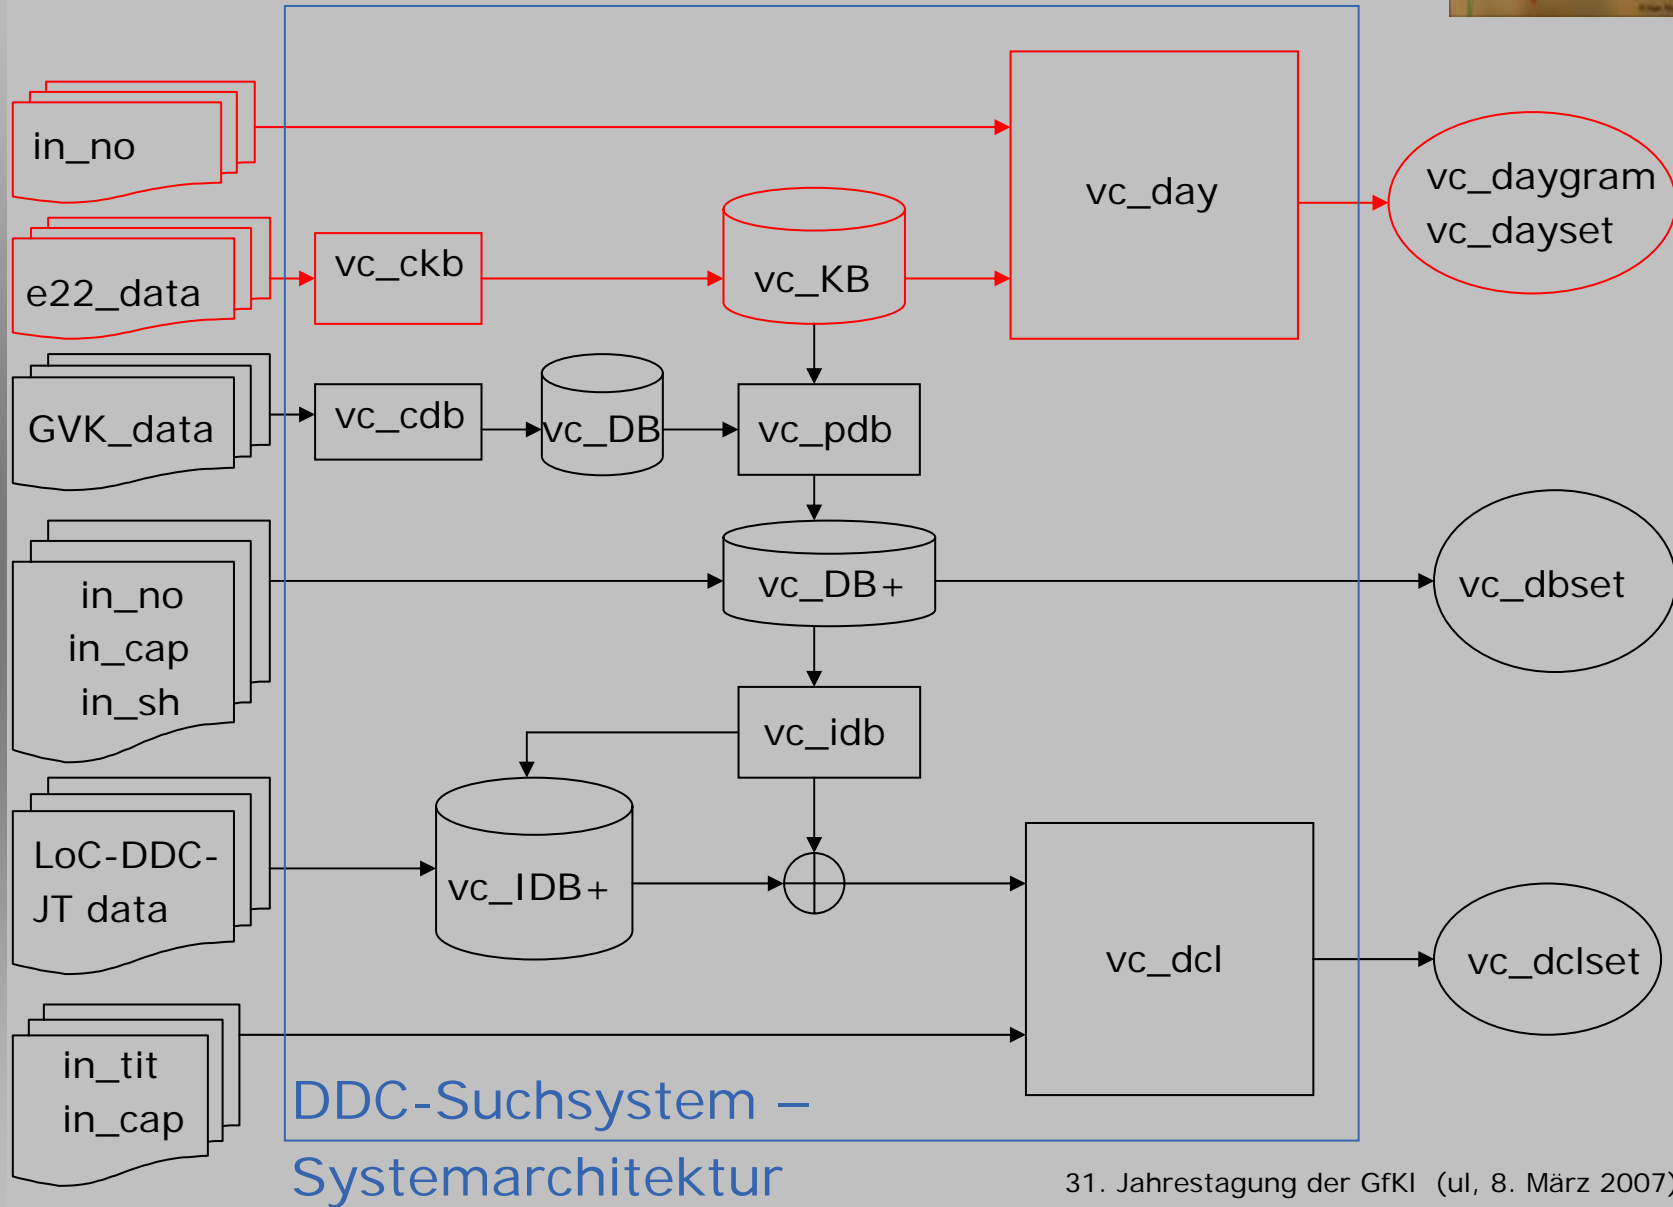 in_no
vc_day
vc_daygram
vc_dayset
e22_data
vc_ckb
vc_KB
GVK_data
vc_cdb
vc_DB
vc_pdb
in_no
in_cap
in_sh
vc_DB+
vc_dbset
vc_idb
LoC-DDC-
JT data
vc_IDB+
vc_dcl
vc_dclset
in_tit
in_cap
DDC-Suchsystem –
Systemarchitektur
31. Jahrestagung der GfKl (ul, 8. März 2007)